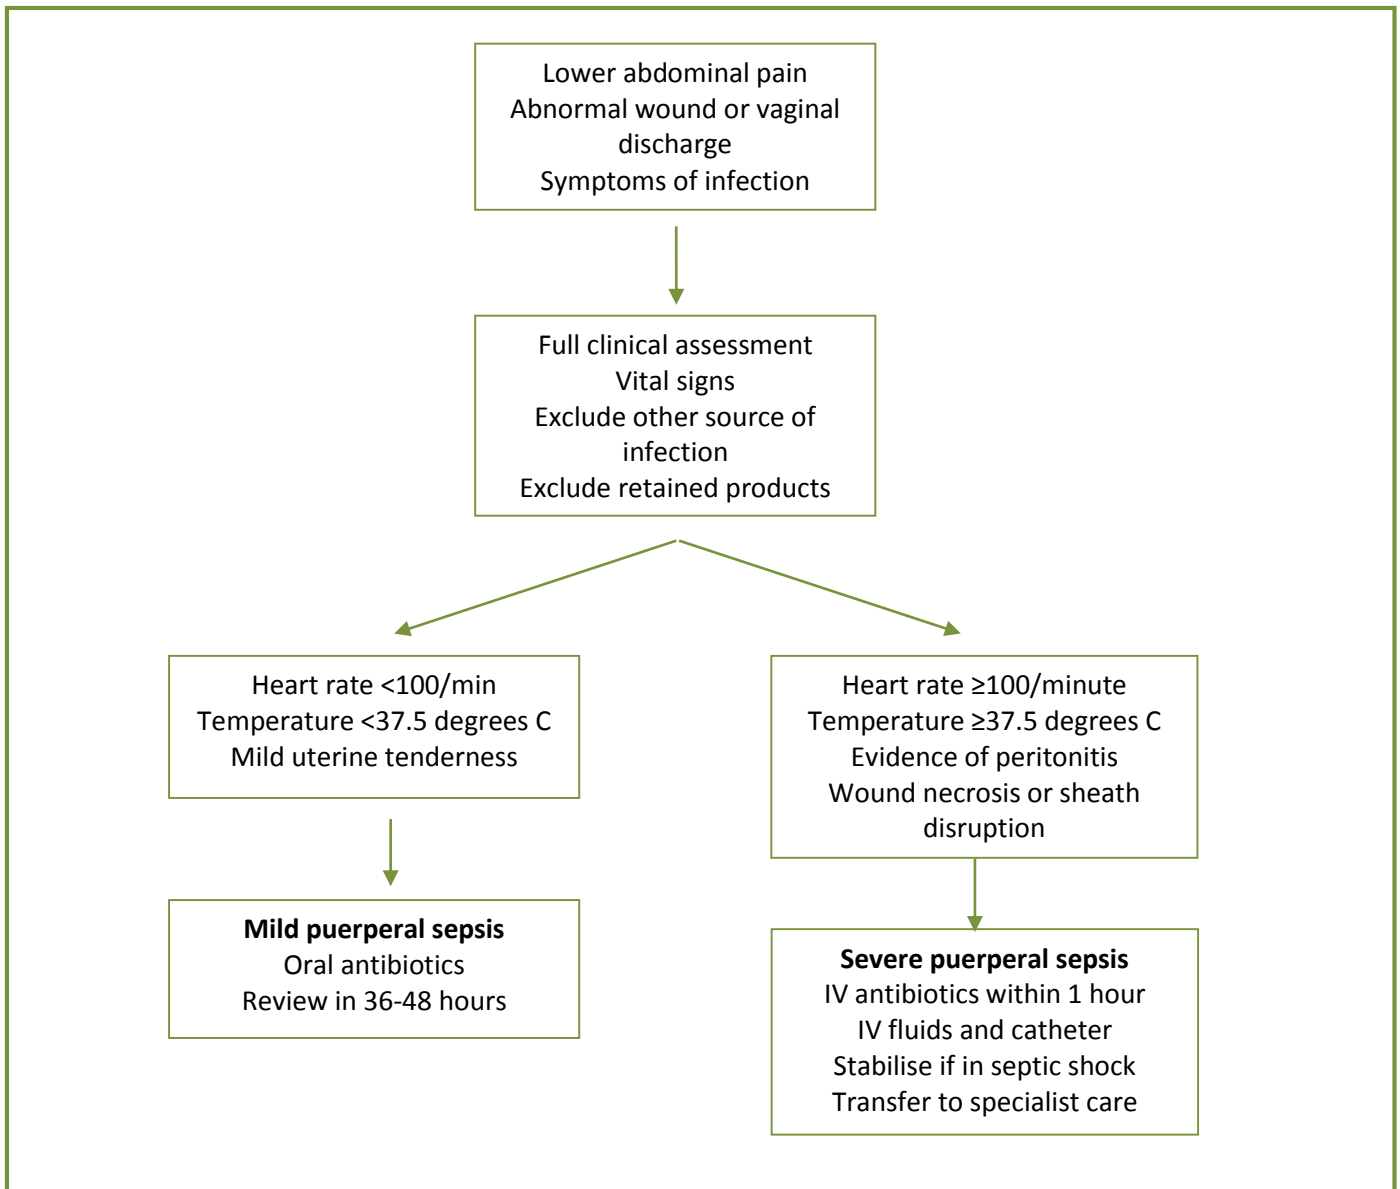 Lower abdominal pain
Abnormal wound or vaginal
discharge
Symptoms of infection
Full clinical assessment
Vital signs
Exclude other source of
infection
Exclude retained products
Heart rate <100/min
Temperature <37.5 degrees C
Mild uterine tenderness
Heart rate ≥100/minute
Temperature ≥37.5 degrees C
Evidence of peritonitis
Wound necrosis or sheath
disruption
Mild puerperal sepsis
Oral antibiotics
Review in 36-48 hours
Severe puerperal sepsis
IV antibiotics within 1 hour
IV fluids and catheter
Stabilise if in septic shock
Transfer to specialist care